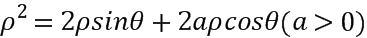 ρ² = 2ρsinθ + 2aρcosθ(a > 0)